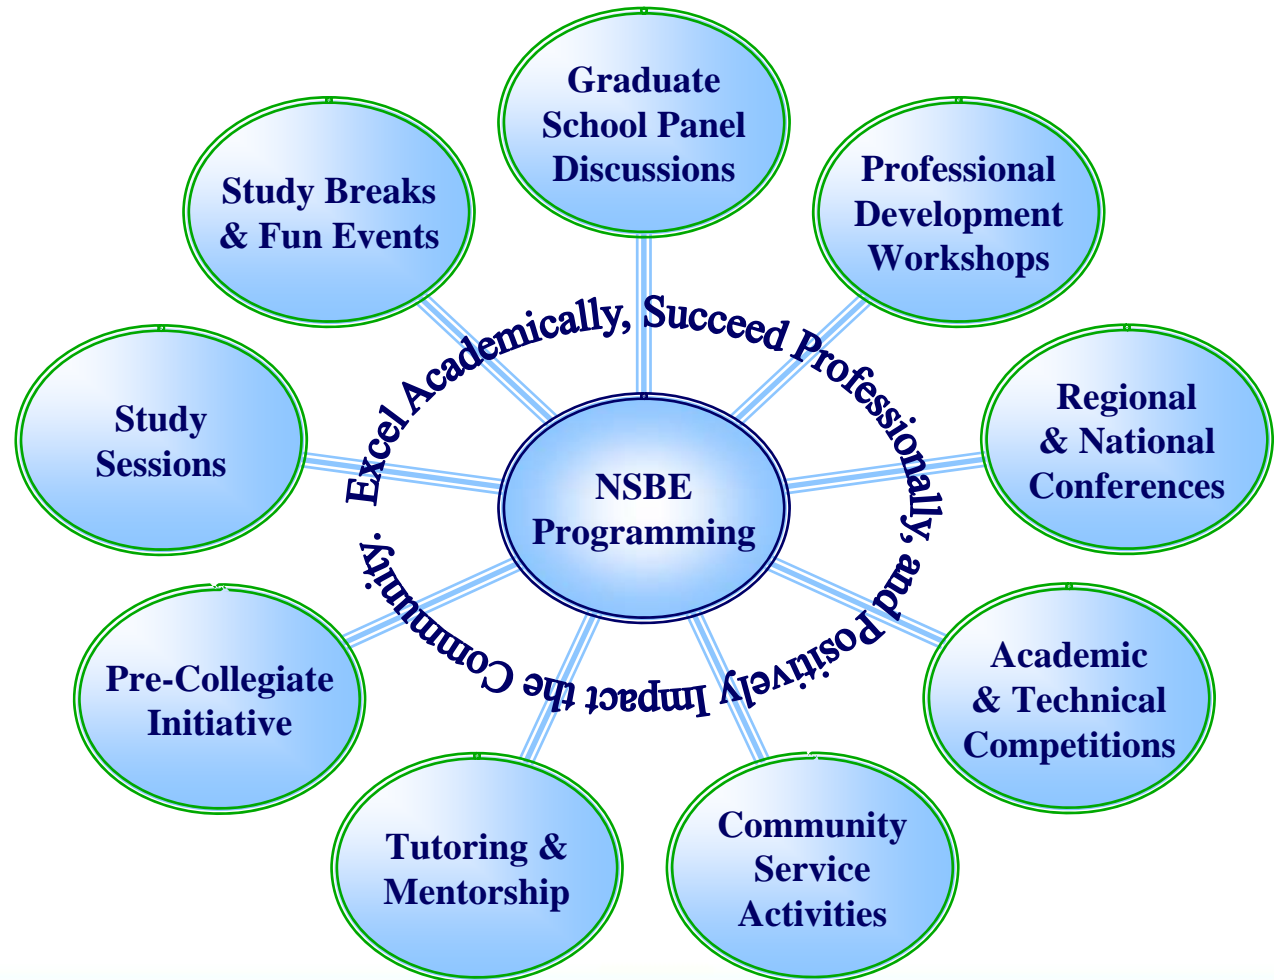 Graduate
School Panel
Discussions
Professional
Development
Workshops
Regional
& National
Conferences
Academic
& Technical
Competitions
Community
Service
Activities
Tutoring &
Mentorship
Pre-Collegiate
Initiative
Study
Sessions
Study Breaks
& Fun Events
Excel Academically, Succeed Professionally, and Positively Impact the Community.
NSBE
Programming